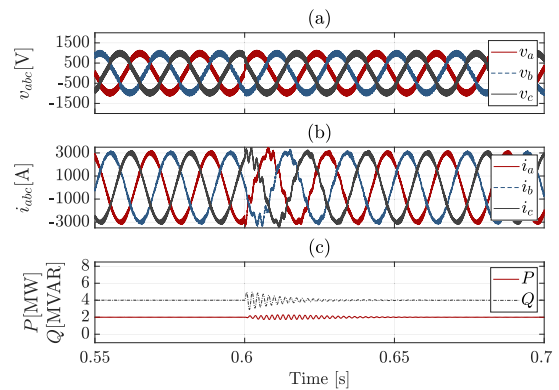 (a)
1500
500
-500
-1500
v_abc[V]
v_a
v_b
v_c
(b)
3000
1000
-1000
-3000
i_abc[A]
i_a
i_b
i_c
(c)
8
6
4
2
0
P[MW]
Q[MVAR]
P
Q
0.55 0.6 0.65 0.7
Time [s]